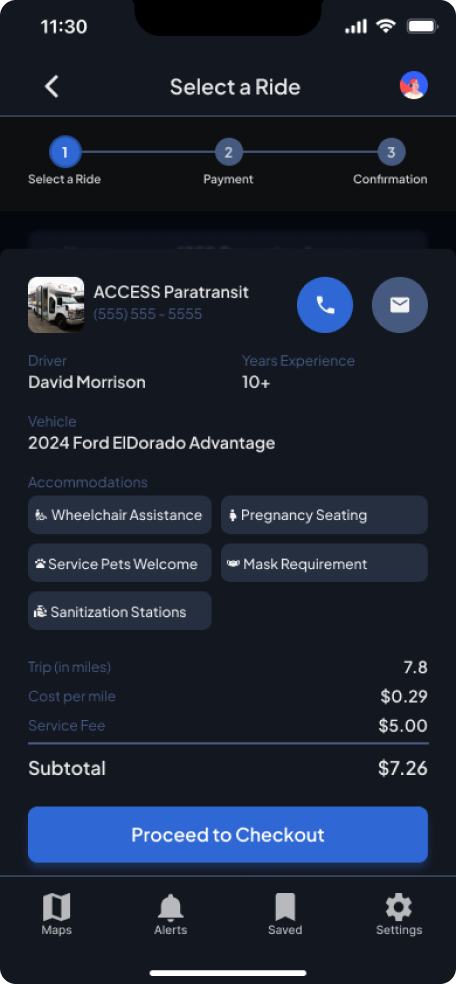 11:30
Select a Ride
1 2 3
Select a Ride Payment Confirmation
ACCESS Paratransit
(555) 555 - 5555
Driver Years Experience
David Morrison 10+
Vehicle
2024 Ford ElDorado Advantage
Accommodations
Wheelchair Assistance Pregnancy Seating
Service Pets Welcome Mask Requirement
Sanitization Stations
Trip (in miles) 7.8
Cost per mile $0.29
Service Fee $5.00
Subtotal $7.26
Proceed to Checkout
Maps Alerts Saved Settings